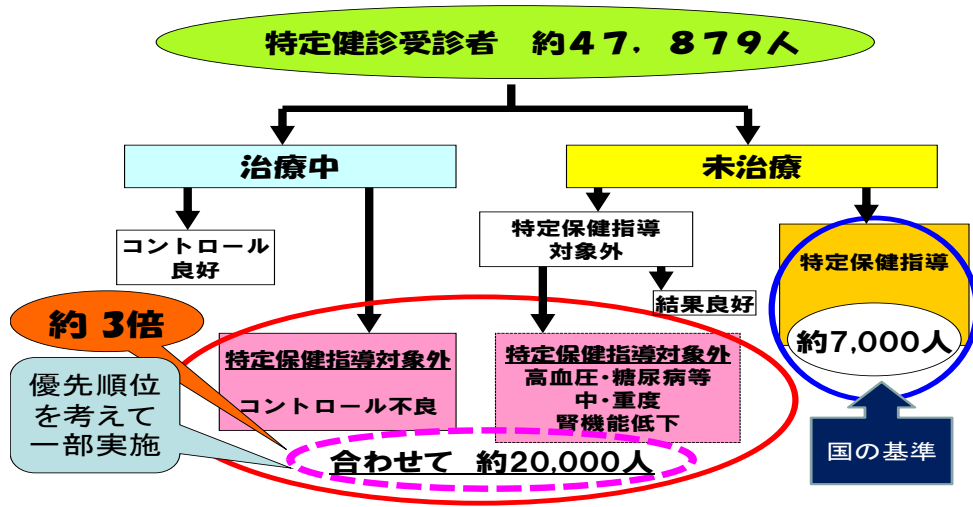 特定健診受診者　約４７，８７９人
治療中
未治療
コントロール
良好
特定保健指導
対象外
特定保健指導
結果良好
約7,000人
約 3倍
優先順位
を考えて
一部実施
特定保健指導対象外
コントロール不良
特定保健指導対象外
高血圧・糖尿病等
中・重度
腎機能低下
合わせて　約20,000人
国の基準